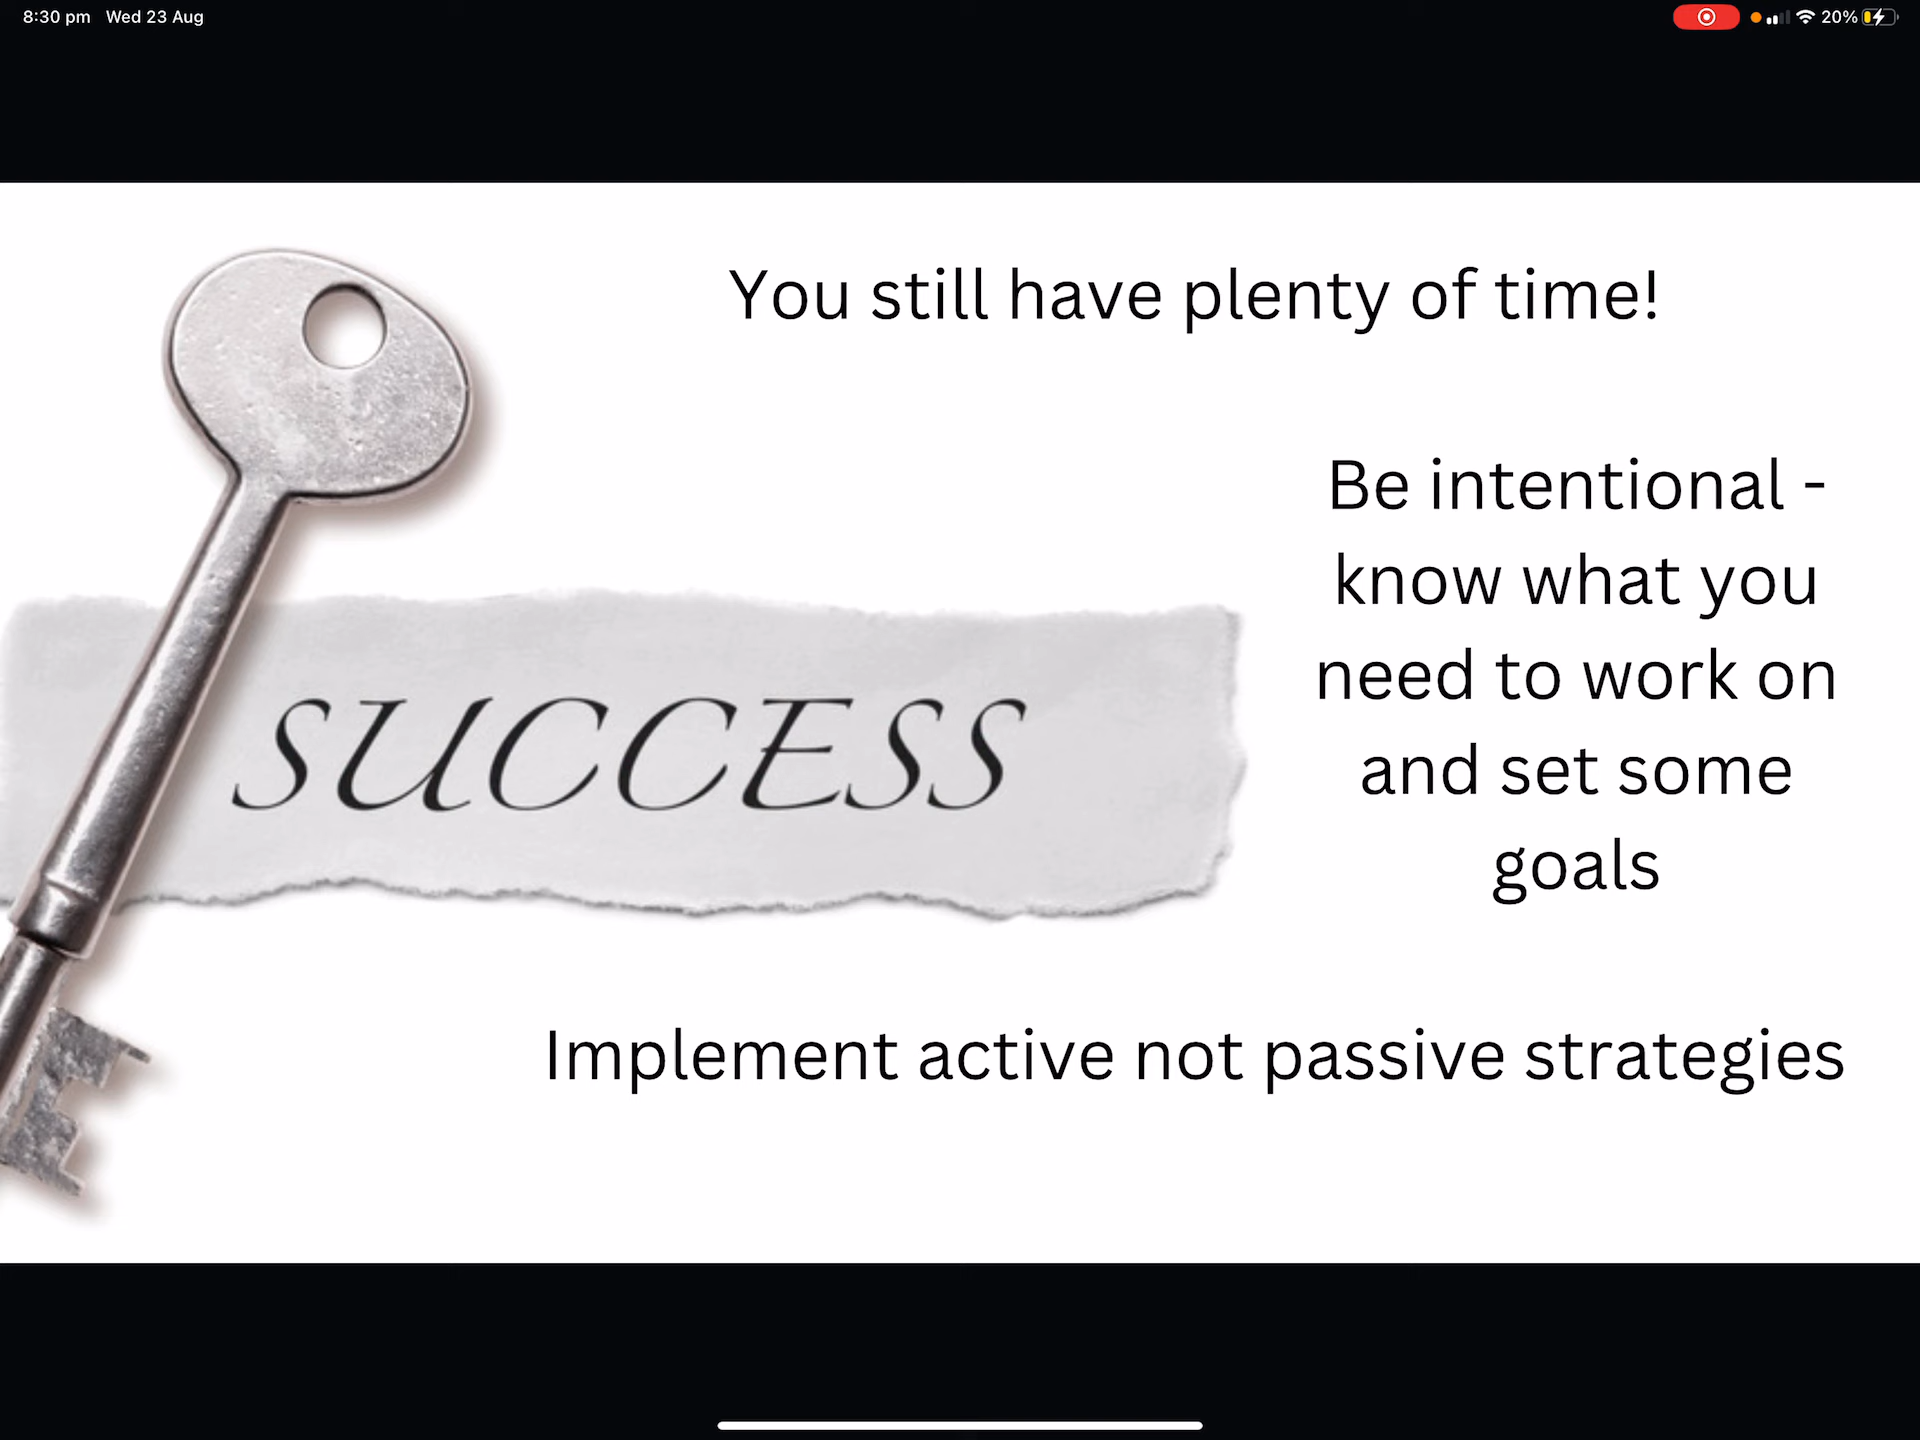 8:30 pm Wed 23 Aug
20%
You still have plenty of time!
Be intentional -
know what you
need to work on
and set some
goals
SUCCESS
Implement active not passive strategies